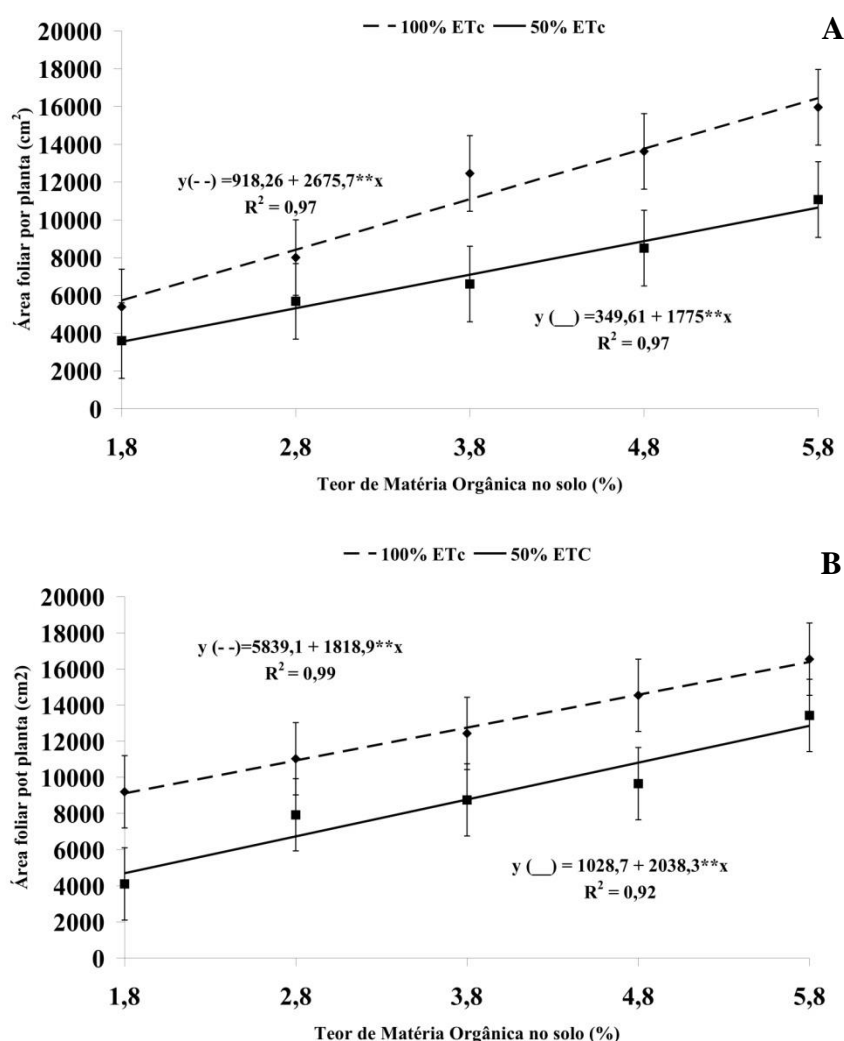 100% ETc 50% ETc
A
20000
18000
16000
14000
12000
10000
8000
6000
4000
2000
0
Área foliar por planta (cm²)
y(- -) =918,26 + 2675,7**x
R² = 0,97
y (__) =349,61 + 1775**x
R² = 0,97
1,8 2,8 3,8 4,8 5,8
Teor de Matéria Orgânica no solo (%)
100% ETc 50% ETC
B
20000
18000
16000
14000
12000
10000
8000
6000
4000
2000
0
Área foliar pot planta (cm2)
y (- -)=5839,1 + 1818,9**x
R² = 0,99
y (__) = 1028,7 + 2038,3**x
R² = 0,92
1,8 2,8 3,8 4,8 5,8
Teor de Matéria Orgânica no solo (%)